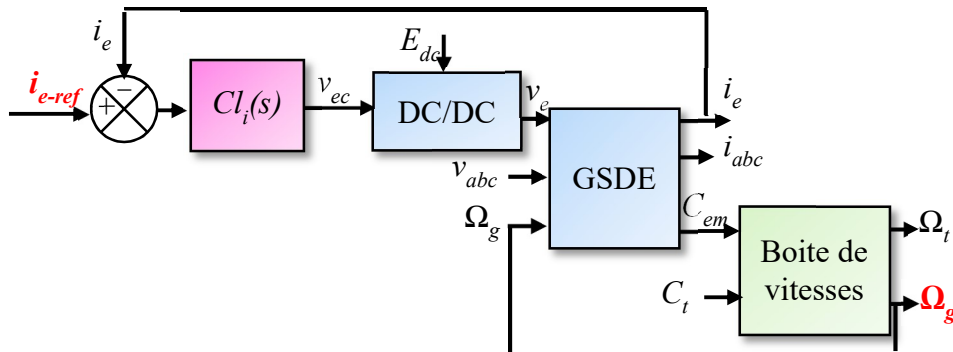 i_e
E_dc
i_e-ref
−
+
Cl_i(s)
v_ec
DC/DC
v_e
i_e
i_abc
v_abc
GSDE
Ω_g
C_em
Boite de
vitesses
Ω_t
C_t
Ω_g